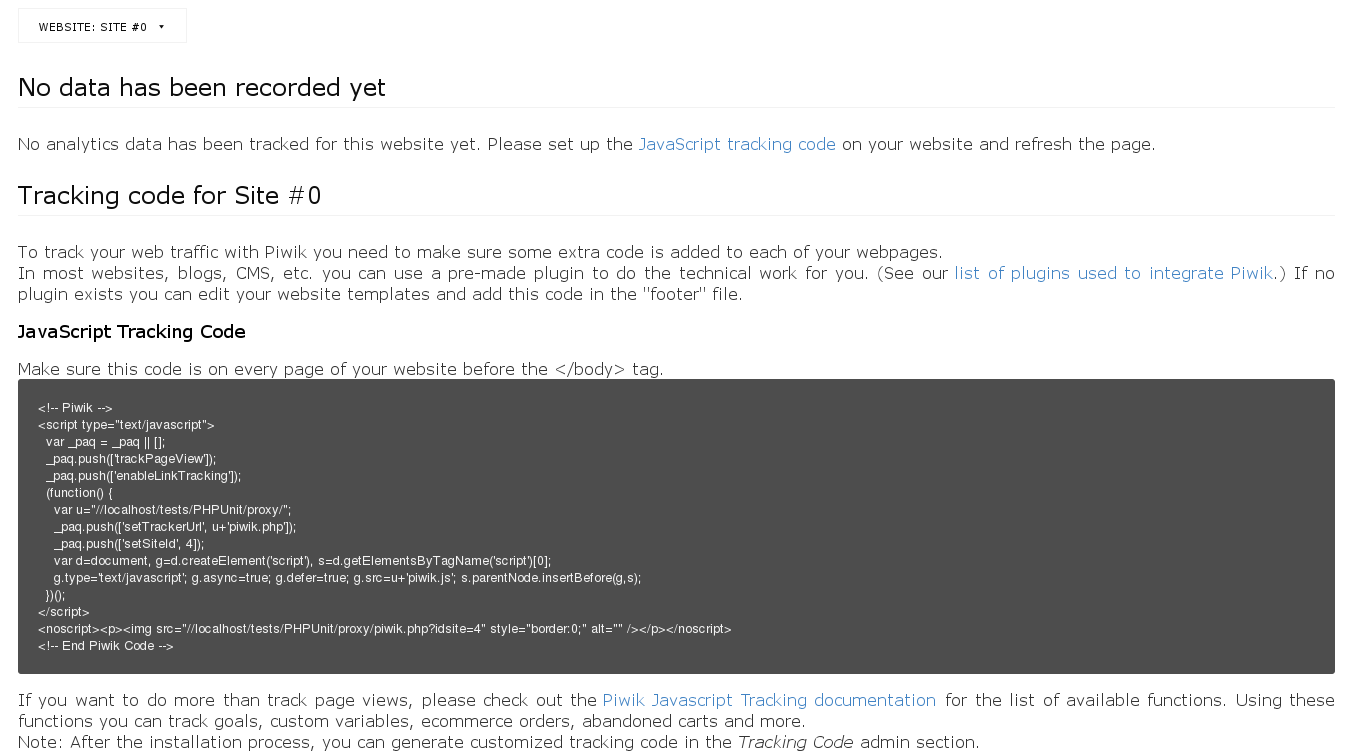 WEBSITE: SITE #0
No data has been recorded yet
No analytics data has been tracked for this website yet. Please set up the JavaScript tracking code on your website and refresh the page.
Tracking code for Site #0
To track your web traffic with Piwik you need to make sure some extra code is added to each of your webpages.
In most websites, blogs, CMS, etc. you can use a pre-made plugin to do the technical work for you. (See our list of plugins used to integrate Piwik.) If no
plugin exists you can edit your website templates and add this code in the "footer" file.
JavaScript Tracking Code
Make sure this code is on every page of your website before the </body> tag.
<!-- Piwik -->
<script type="text/javascript">
  var _paq = _paq || [];
  _paq.push(['trackPageView']);
  _paq.push(['enableLinkTracking']);
  (function() {
    var u="//localhost/tests/PHPUnit/proxy/";
    _paq.push(['setTrackerUrl', u+'piwik.php']);
    _paq.push(['setSiteId', 4]);
    var d=document, g=d.createElement('script'), s=d.getElementsByTagName('script')[0];
    g.type='text/javascript'; g.async=true; g.defer=true; g.src=u+'piwik.js'; s.parentNode.insertBefore(g,s);
  })();
</script>
<noscript><p><img src="//localhost/tests/PHPUnit/proxy/piwik.php?idsite=4" style="border:0;" alt="" /></p></noscript>
<!-- End Piwik Code -->
If you want to do more than track page views, please check out the Piwik Javascript Tracking documentation for the list of available functions. Using these
functions you can track goals, custom variables, ecommerce orders, abandoned carts and more.
Note: After the installation process, you can generate customized tracking code in the Tracking Code admin section.